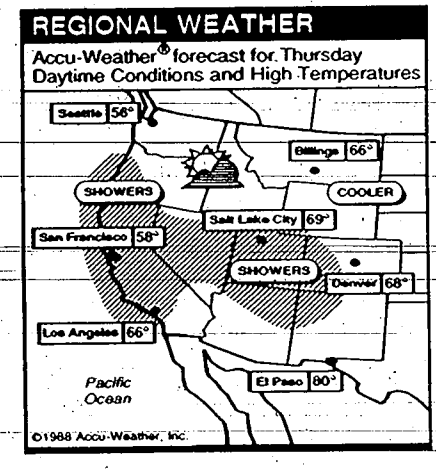 REGIONAL WEATHER
Accu-Weather® forecast for Thursday
Daytime Conditions and High Temperatures
Seattle 56°
Billings 66°
SHOWERS
COOLER
Salt Lake City 69°
San Francisco 58°
SHOWERS
Denver 68°
Los Angeles 66°
Pacific
Ocean
El Paso 80°
©1988 Accu-Weather, Inc.